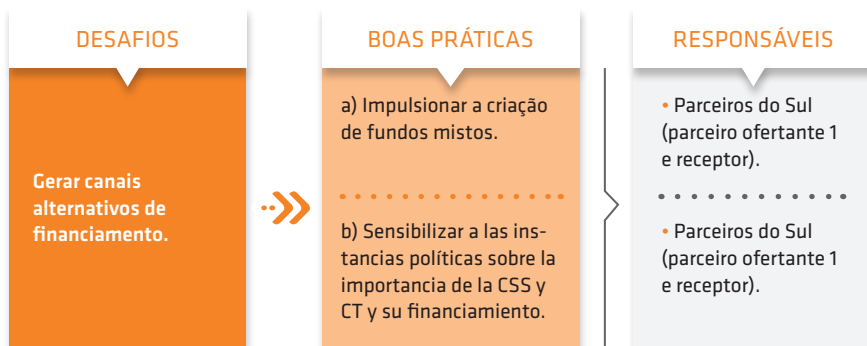 DESAFIOS
BOAS PRÁTICAS
RESPONSÁVEIS
Gerar canais
alternativos de
financiamento.
a) Impulsionar a criação
de fundos mistos.
• Parceiros do Sul
(parceiro ofertante 1
e receptor).
b) Sensibilizar a las ins-
tancias políticas sobre la
importancia de la CSS y
CT y su financiamento.
• Parceiros do Sul
(parceiro ofertante 1
e receptor).